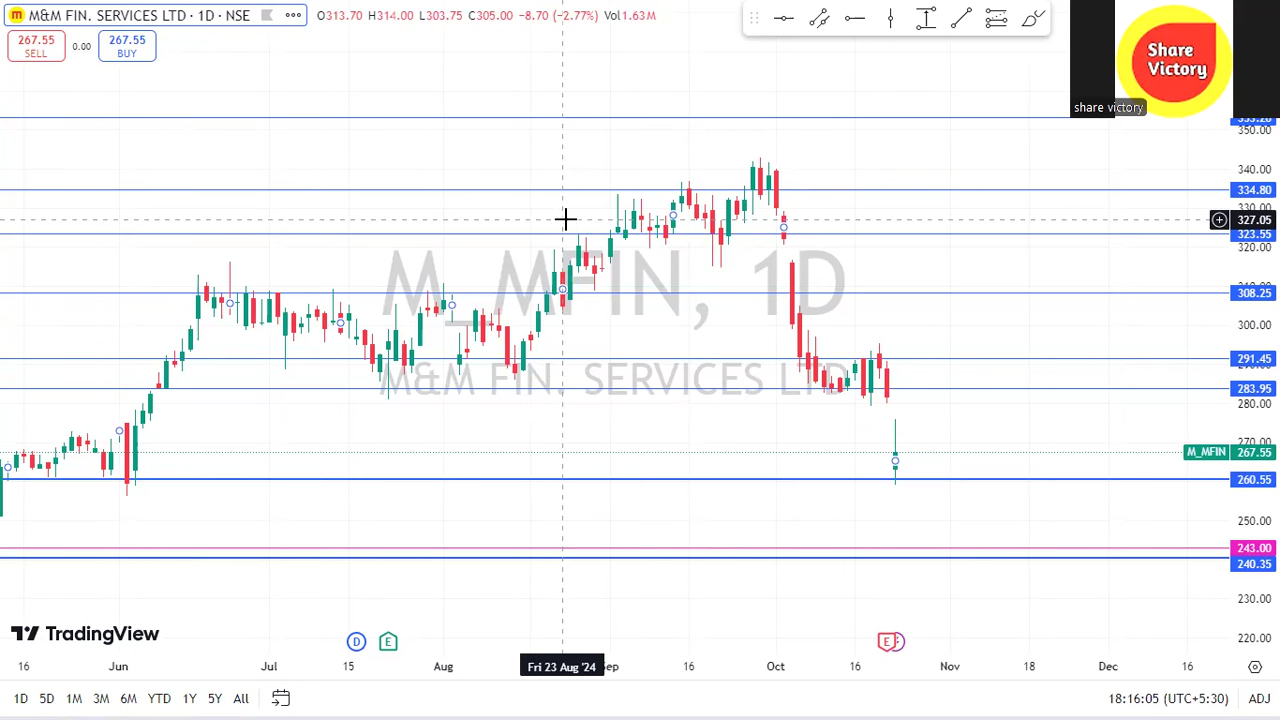 M&M FIN. SERVICES LTD · 1D · NSE
O313.70 H314.00 L303.75 C305.00 -8.70 (-2.77%) Vol1.63M
267.55
SELL
0.00
267.55
BUY
Share
Victory
share victory
353.20
350.00
340.00
334.80
330.00
327.05
323.55
320.00
308.25
300.00
291.45
283.95
280.00
270.00
M_MFIN 267.55
260.55
250.00
243.00
240.35
230.00
220.00
M_MFIN, 1D
M&M FIN. SERVICES LTD
TradingView
D
E
E
16 Jun Jul 15 Aug Fri 23 Aug '24 Sep 16 Oct 16 Nov 18 Dec 16
1D 5D 1M 3M 6M YTD 1Y 5Y All
18:16:05 (UTC+5:30) ADJ